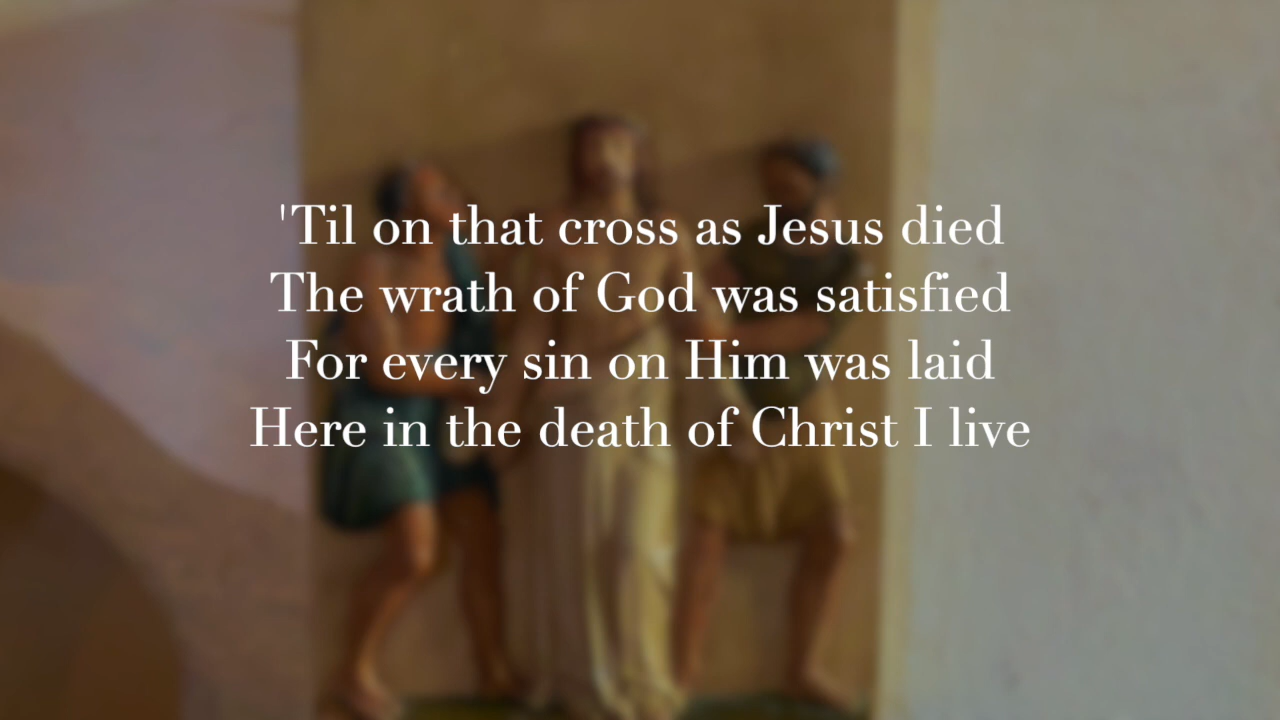 'Til on that cross as Jesus died
The wrath of God was satisfied
For every sin on Him was laid
Here in the death of Christ I live